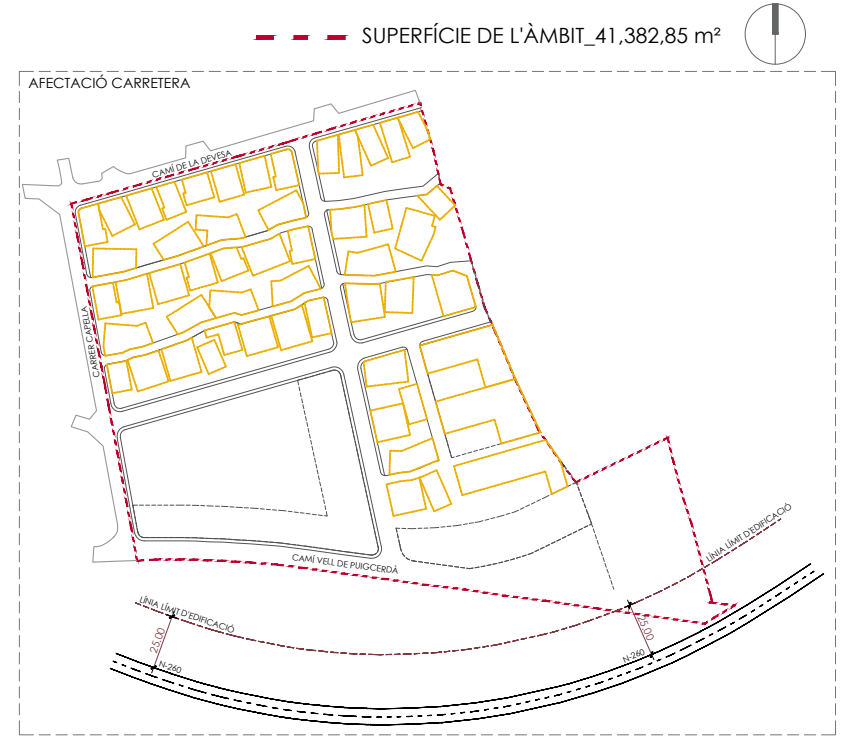 SUPERFÍCIE DE L'ÀMBIT_41,382,85 m²
AFECTACIÓ CARRETERA
CAMÍ DE LA DEVESA
CARRER CAPELLA
CAMÍ VELL DE PUIGCERDÀ
LÍNIA LÍMIT D'EDIFICACIÓ
LÍNIA LÍMIT D'EDIFICACIÓ
25.00
25.00
N-260
N-260